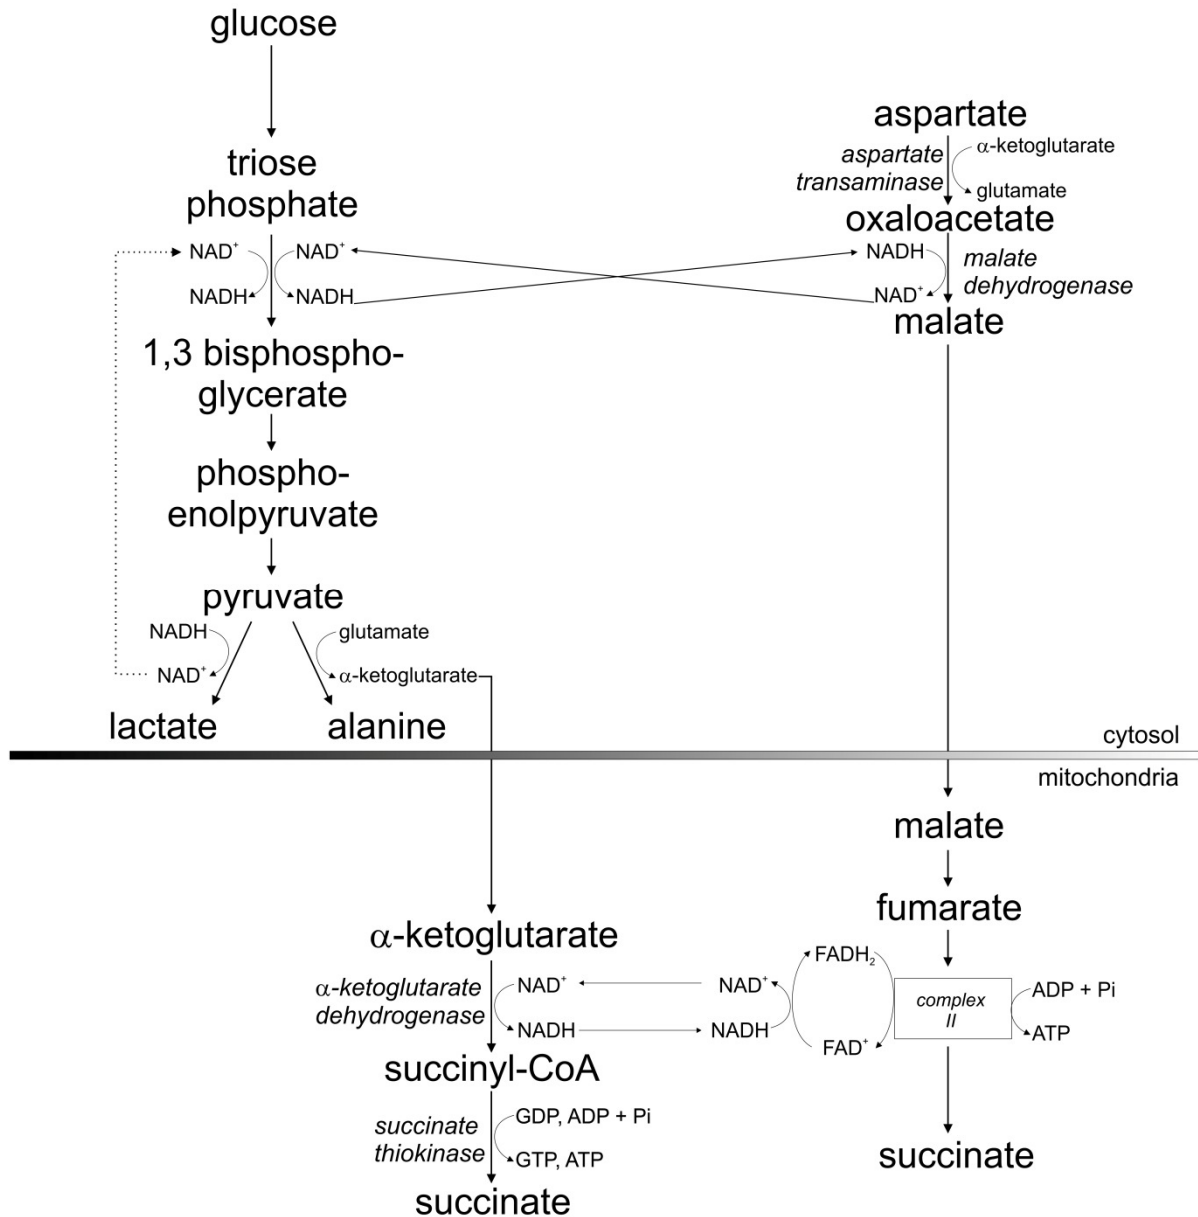 glucose
triose
phosphate
NAD⁺
NADH
NAD⁺
NADH
1,3 bisphospho-
glycerate
phospho-
enolpyruvate
pyruvate
NADH
NAD⁺
glutamate
α-ketoglutarate
lactate
alanine
aspartate
aspartate
transaminase
α-ketoglutarate
glutamate
oxaloacetate
NADH
NAD⁺
malate
dehydrogenase
malate
cytosol
mitochondria
malate
fumarate
FADH₂
FAD⁺
complex
II
ADP + Pi
ATP
succinate
α-ketoglutarate
α-ketoglutarate
dehydrogenase
NAD⁺
NADH
NAD⁺
NADH
succinyl-CoA
succinate
thiokinase
GDP, ADP + Pi
GTP, ATP
succinate